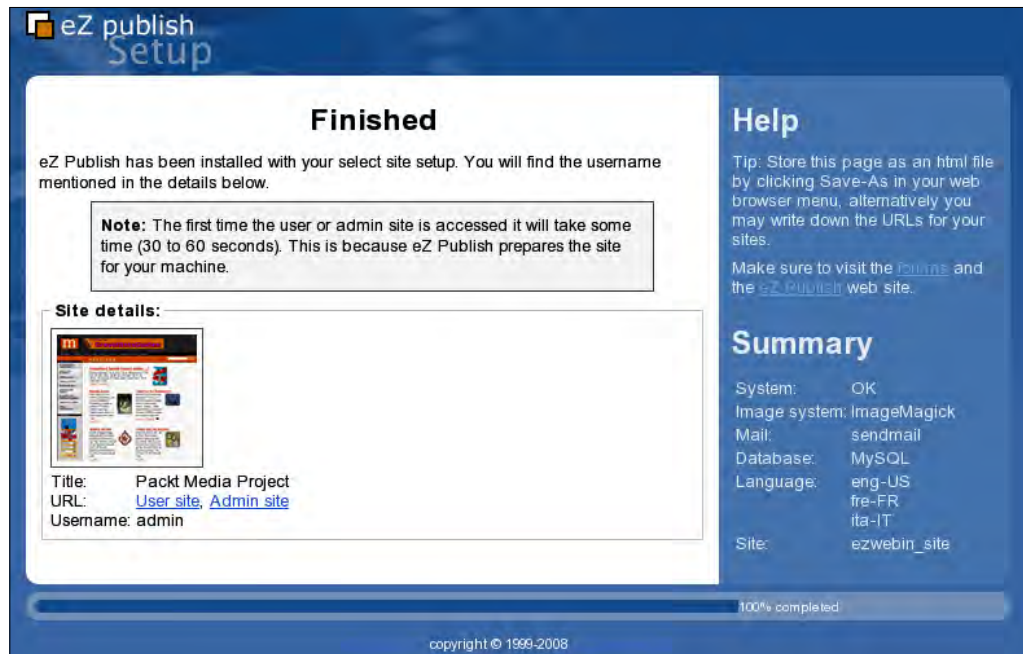 eZ publish
Setup
Finished
eZ Publish has been installed with your select site setup. You will find the username
mentioned in the details below.
Note: The first time the user or admin site is accessed it will take some
time (30 to 60 seconds). This is because eZ Publish prepares the site
for your machine.
Site details:
m
Title: Packt Media Project
URL: User site, Admin site
Username: admin
Help
Tip: Store this page as an html file
by clicking Save-As in your web
browser menu, alternatively you
may write down the URLs for your
sites.
Make sure to visit the forums and
the eZ Publish web site.
Summary
System: OK
Image system: ImageMagick
Mail: sendmail
Database: MySQL
Language: eng-US
fre-FR
ita-IT
Site: ezwebin_site
100% completed
copyright © 1999-2008